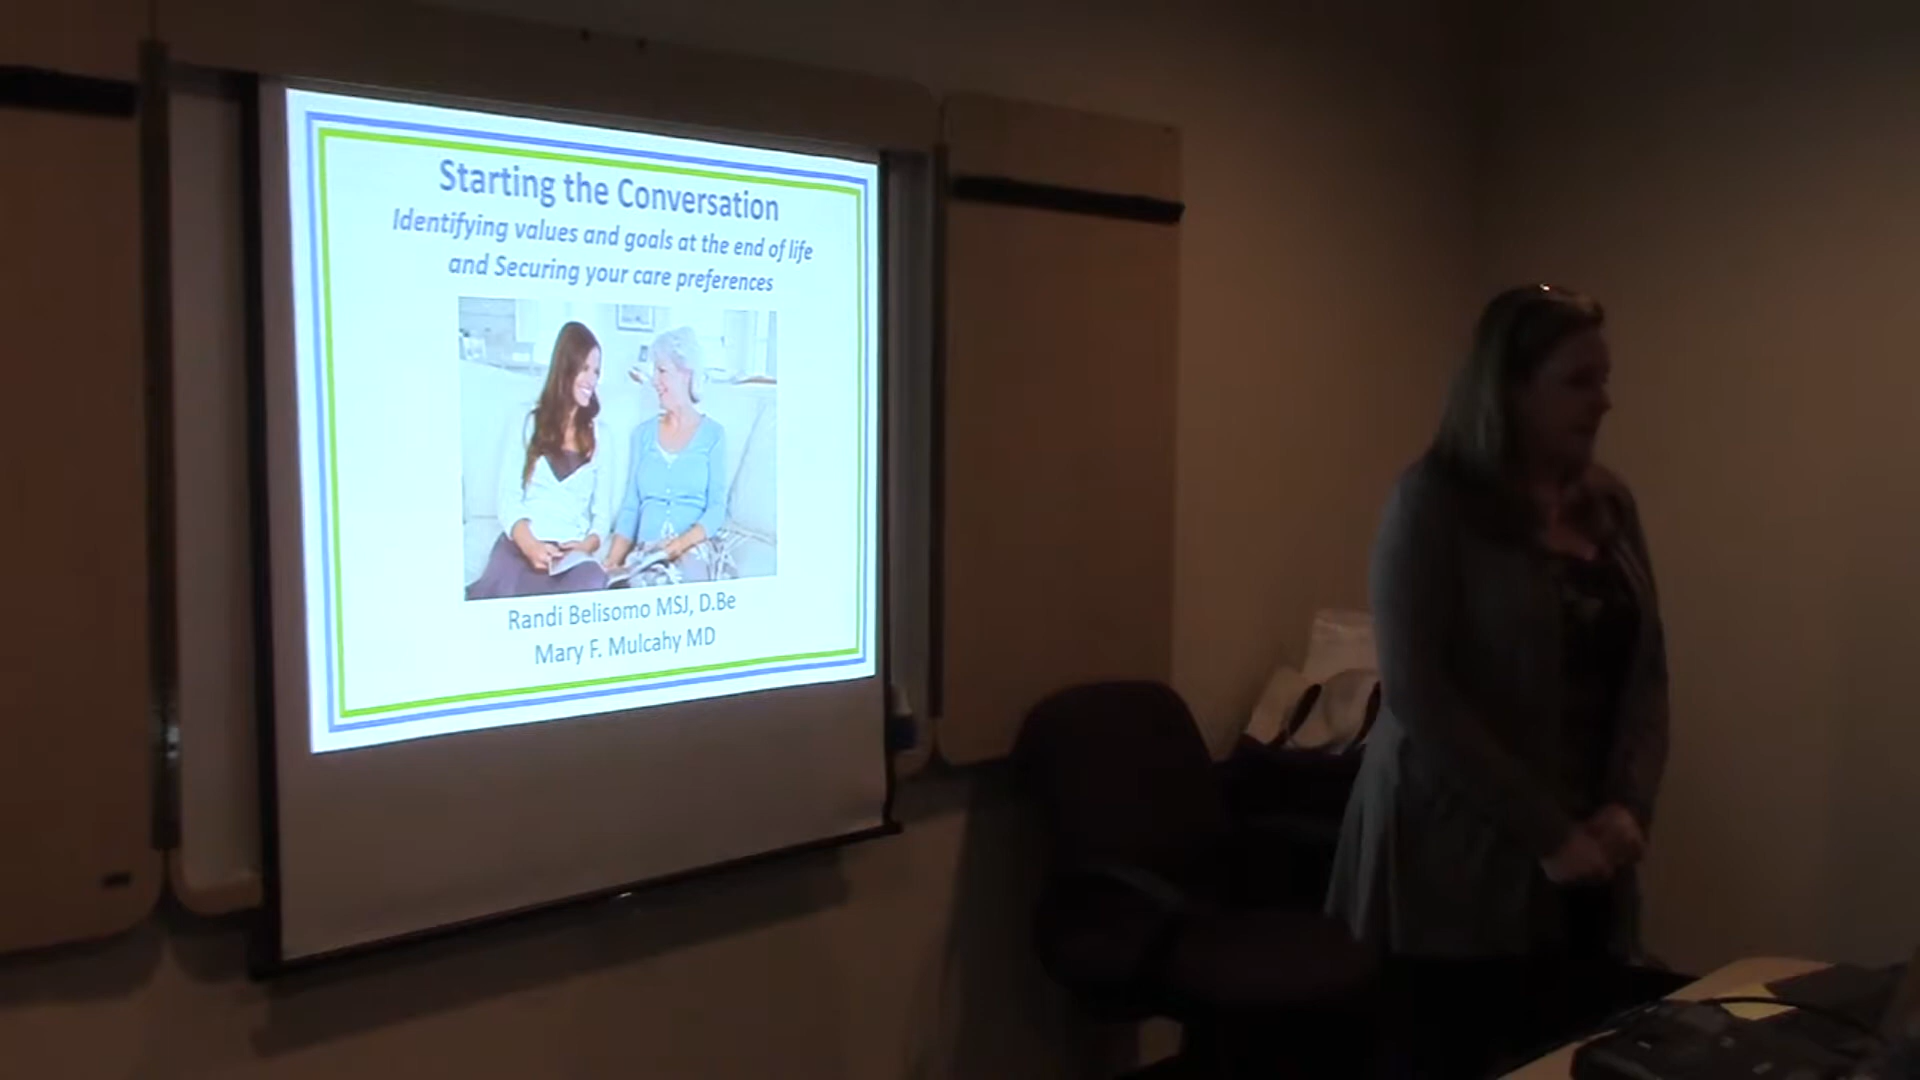 Starting the Conversation
Identifying values and goals at the end of life
and Securing your care preferences
Randi Belisomo MSJ, D.Be
Mary F. Mulcahy MD